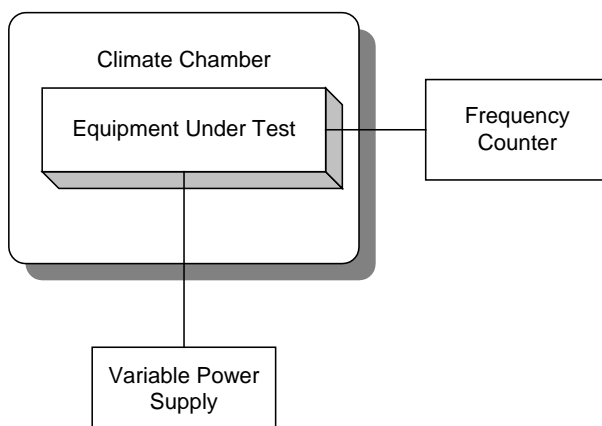 Climate Chamber
Equipment Under Test
Frequency
Counter
Variable Power
Supply